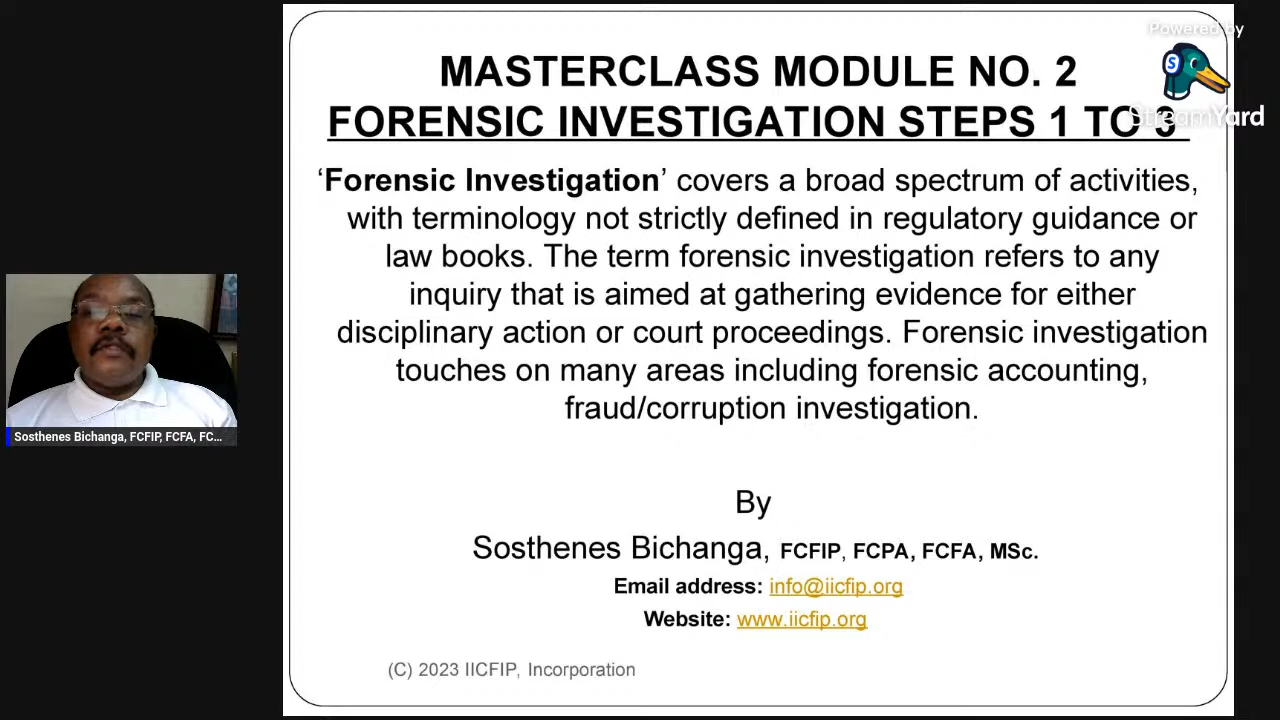 Powered by
StreamYard
MASTERCLASS MODULE NO. 2
FORENSIC INVESTIGATION STEPS 1 TO 3
‘Forensic Investigation’ covers a broad spectrum of activities,
with terminology not strictly defined in regulatory guidance or
law books. The term forensic investigation refers to any
inquiry that is aimed at gathering evidence for either
disciplinary action or court proceedings. Forensic investigation
touches on many areas including forensic accounting,
fraud/corruption investigation.
By
Sosthenes Bichanga, FCFIP, FCPA, FCFA, MSc.
Email address: info@iicfip.org
Website: www.iicfip.org
(C) 2023 IICFIP, Incorporation
Sosthenes Bichanga, FCFIP, FCFA, FC...